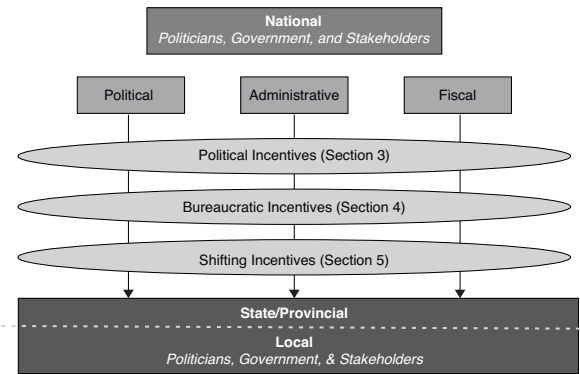 National
Politicians, Government, and Stakeholders
Political
Administrative
Fiscal
Political Incentives (Section 3)
Bureaucratic Incentives (Section 4)
Shifting Incentives (Section 5)
State/Provincial
Local
Politicians, Government, & Stakeholders